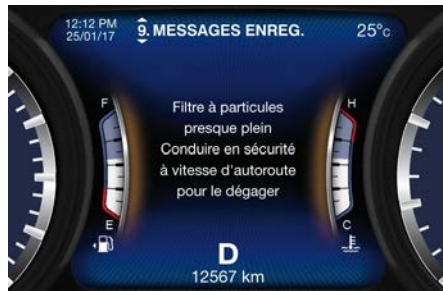 12:12 PM
25/01/17
9. MESSAGES ENREG.
25°c
F
H
Filtre à particules
presque plein
Conduire en sécurité
à vitesse d'autoroute
pour le dégager
E
C
D
12567 km